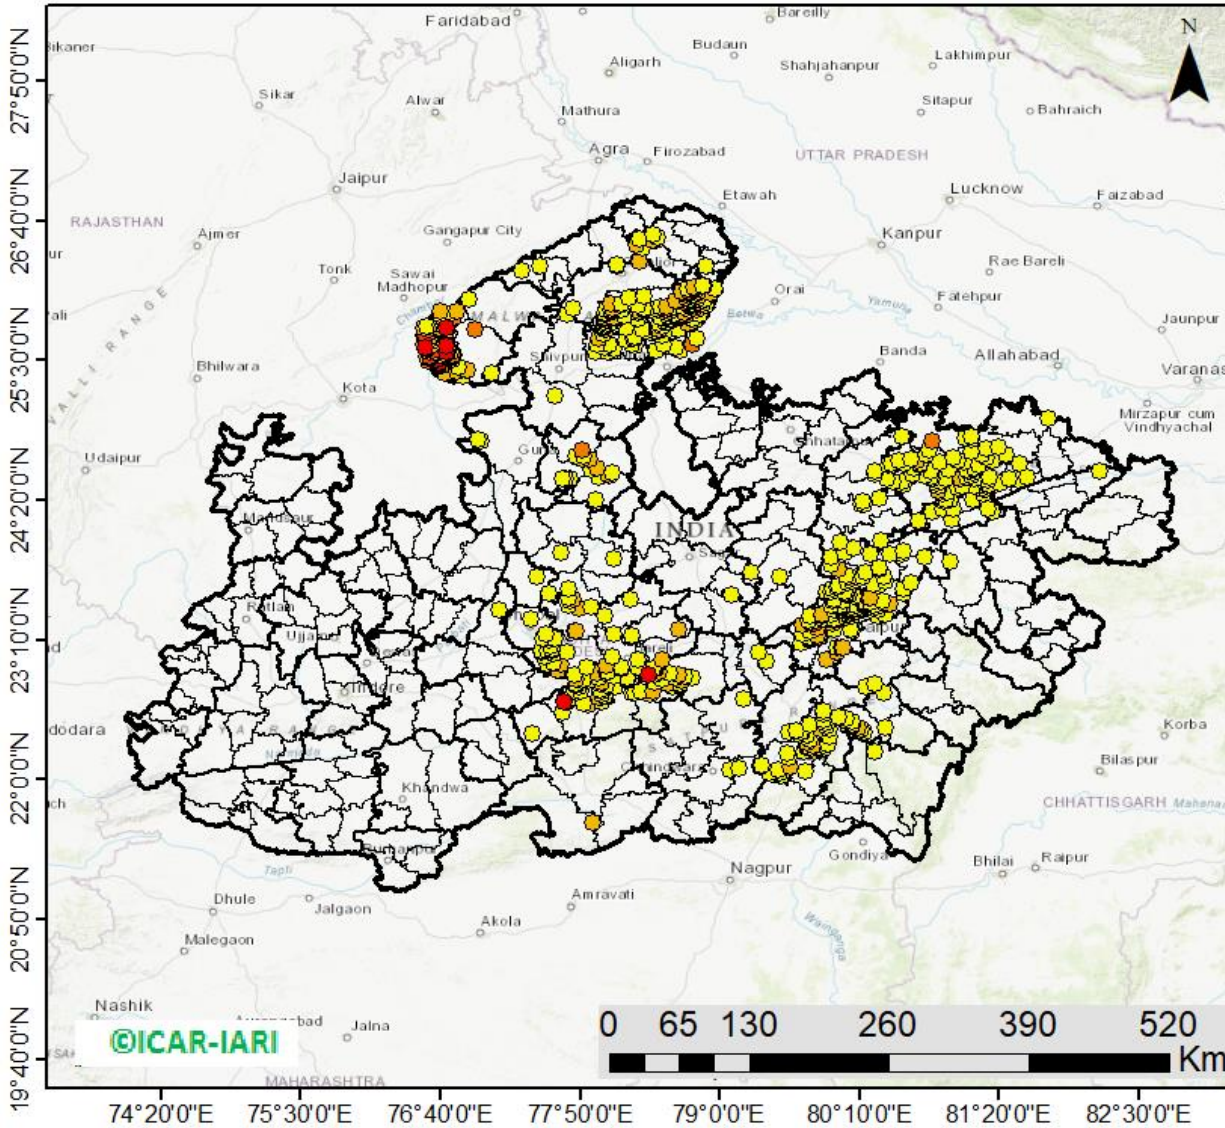 N
27°50'0"N
26°40'0"N
25°30'0"N
24°20'0"N
23°10'0"N
22°0'0"N
20°50'0"N
19°40'0"N
Faridabad
Bareilly
Budaun
Lakhimpur
Aligarh
Shahjahanpur
Sikar
Alwar
Mathura
Sitapur
Bahraich
Agra
Firozabad
UTTAR PRADESH
Jaipur
Lucknow
Etawah
Faizabad
RAJASTHAN
Ajmer
Gangapur City
Kanpur
Tonk
Sawai
Madhopur
Rae Bareli
Orai
Yamuna
Fatehpur
Betwa
Jaunpur
Banda
Allahabad
Bhilwara
Kota
Mirzapur cum
Vindhyachal
Udaipur
INDIA
Ratlam
Khandwa
Korba
Bilaspur
CHHATTISGARH
Tapti
Nagpur
Gondiya
Bhilai
Raipur
Dhule
Jalgaon
Amravati
Akola
Malegaon
Wainganga
Nashik
Jalna
©ICAR-IARI
MAHARASHTRA
0 65 130 260 390 520
Km
74°20'0"E 75°30'0"E 76°40'0"E 77°50'0"E 79°0'0"E 80°10'0"E 81°20'0"E 82°30'0"E